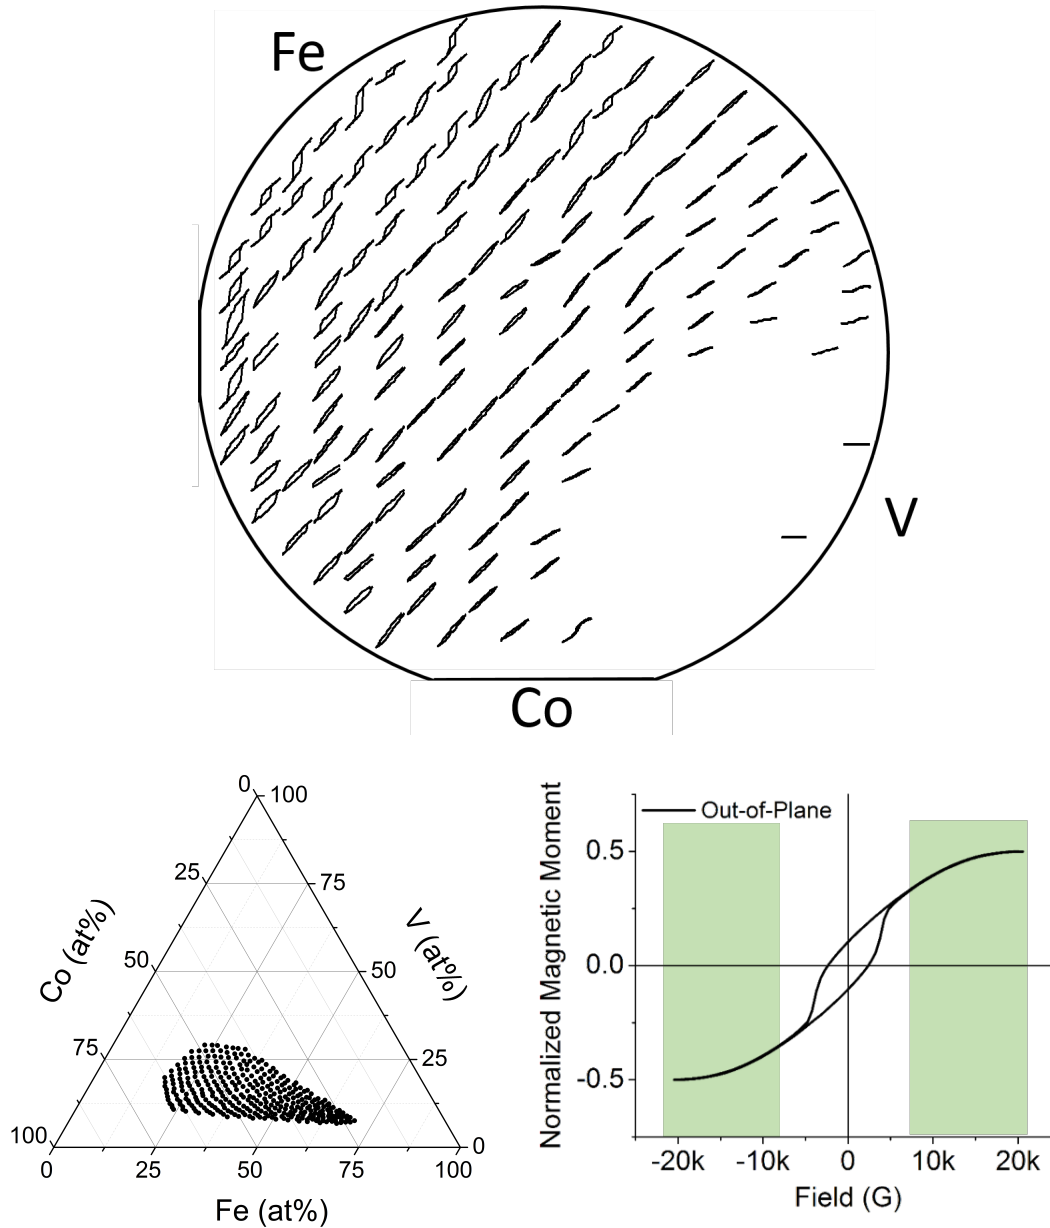 Fe
V
Co
0
100
25
75
Co (at%)
V (at%)
50
50
75
25
100
0
0
25
50
75
100
Fe (at%)
Normalized Magnetic Moment
Out-of-Plane
0.5
0.0
-0.5
-20k
-10k
0
10k
20k
Field (G)